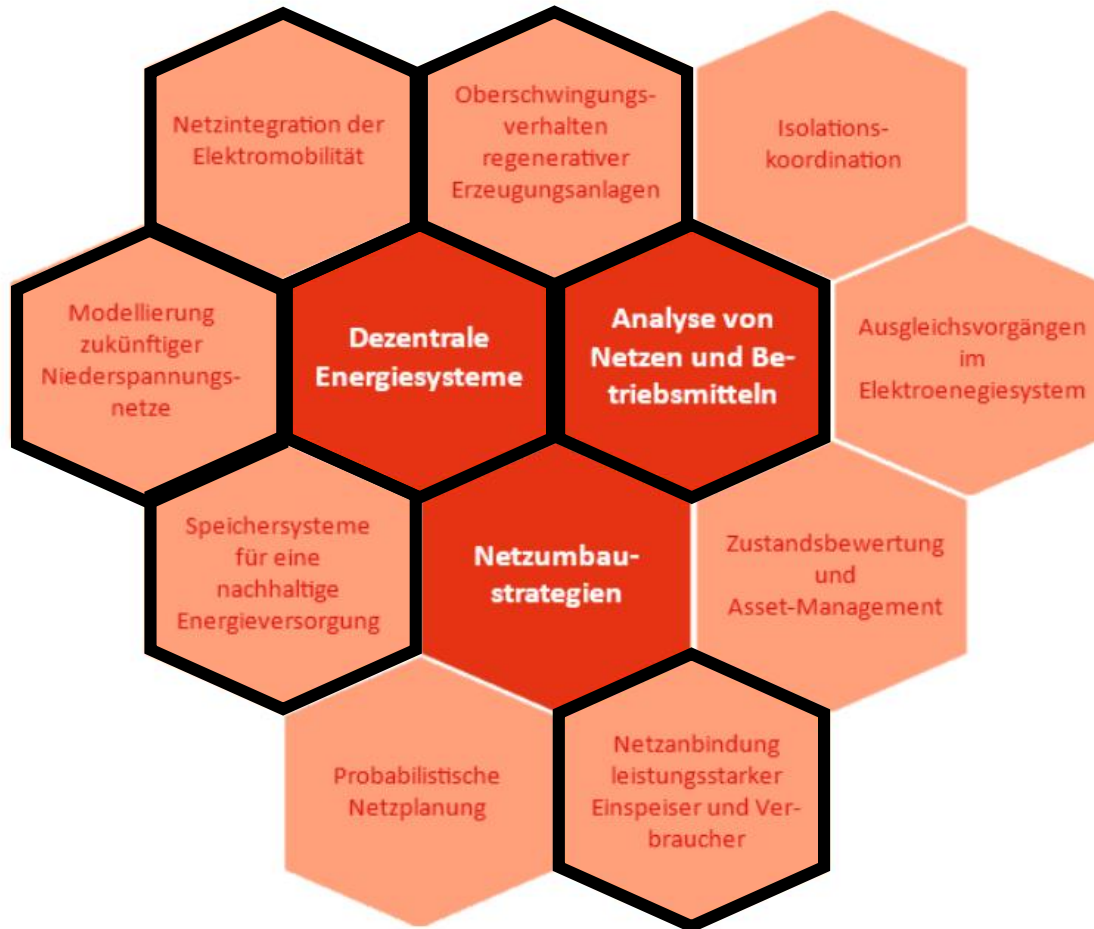 Netzintegration der
Elektromobilität
Oberschwingungs-
verhalten
regenerativer
Erzeugungsanlagen
Isolations-
koordination
Modellierung
zukünftiger
Niederspannungs-
netze
Dezentrale
Energiesysteme
Analyse von
Netzen und Be-
triebsmitteln
Ausgleichsvorgängen
im
Elektroenegiesystem
Speichersysteme
für eine
nachhaltige
Energieversorgung
Netzumbau-
strategien
Zustandsbewertung
und
Asset-Management
Probabilistische
Netzplanung
Netzanbindung
leistungsstarker
Einspeiser und Ver-
braucher